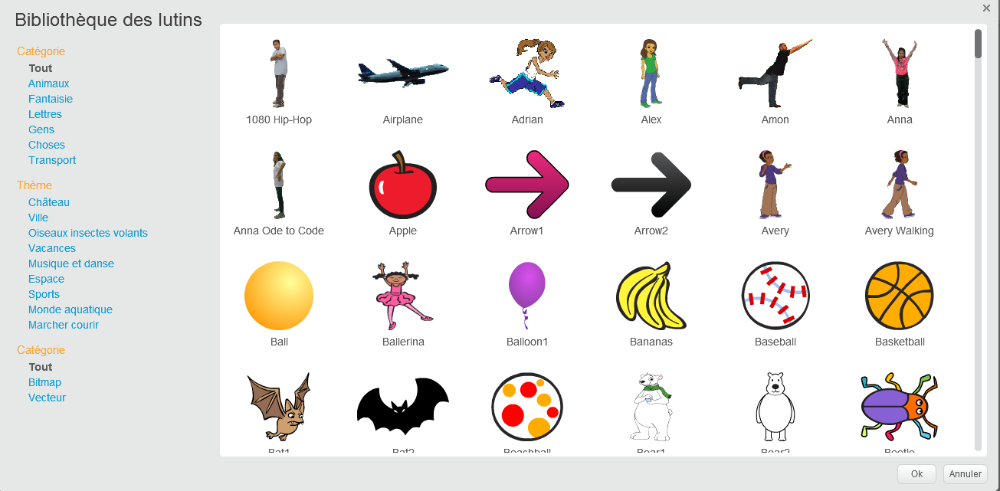 Bibliothèque des lutins
Catégorie
Tout
Animaux
Fantaisie
Lettres
Gens
Choses
Transport
Thème
Château
Ville
Oiseaux insectes volants
Vacances
Musique et danse
Espace
Sports
Monde aquatique
Marcher courir
Catégorie
Tout
Bitmap
Vecteur
1080 Hip-Hop Airplane Adrian Alex Amon Anna
Anna Ode to Code Apple Arrow1 Arrow2 Avery Avery Walking
Ball Ballerina Balloon1 Bananas Baseball Basketball
Bat1 Bat2 Beachball Bear1 Bear2 Beetle
Ok Annuler